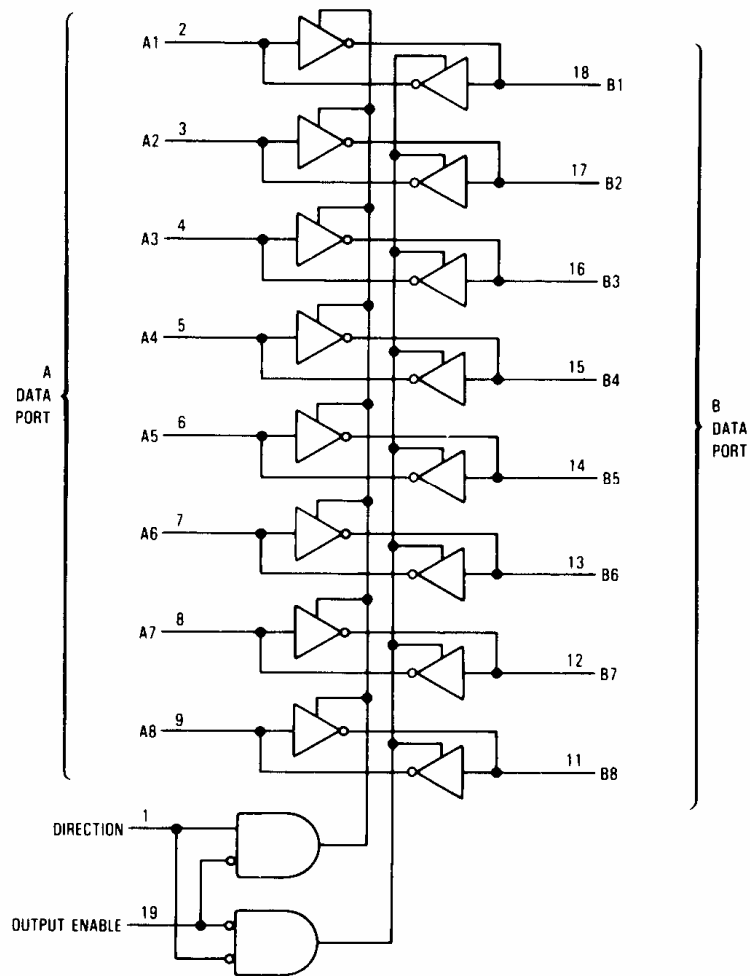 A1 2
18 B1
A2 3
17 B2
A3 4
16 B3
A4 5
15 B4
A
DATA
PORT
B
DATA
PORT
A5 6
14 B5
A6 7
13 B6
A7 8
12 B7
A8 9
11 B8
DIRECTION 1
OUTPUT ENABLE 19